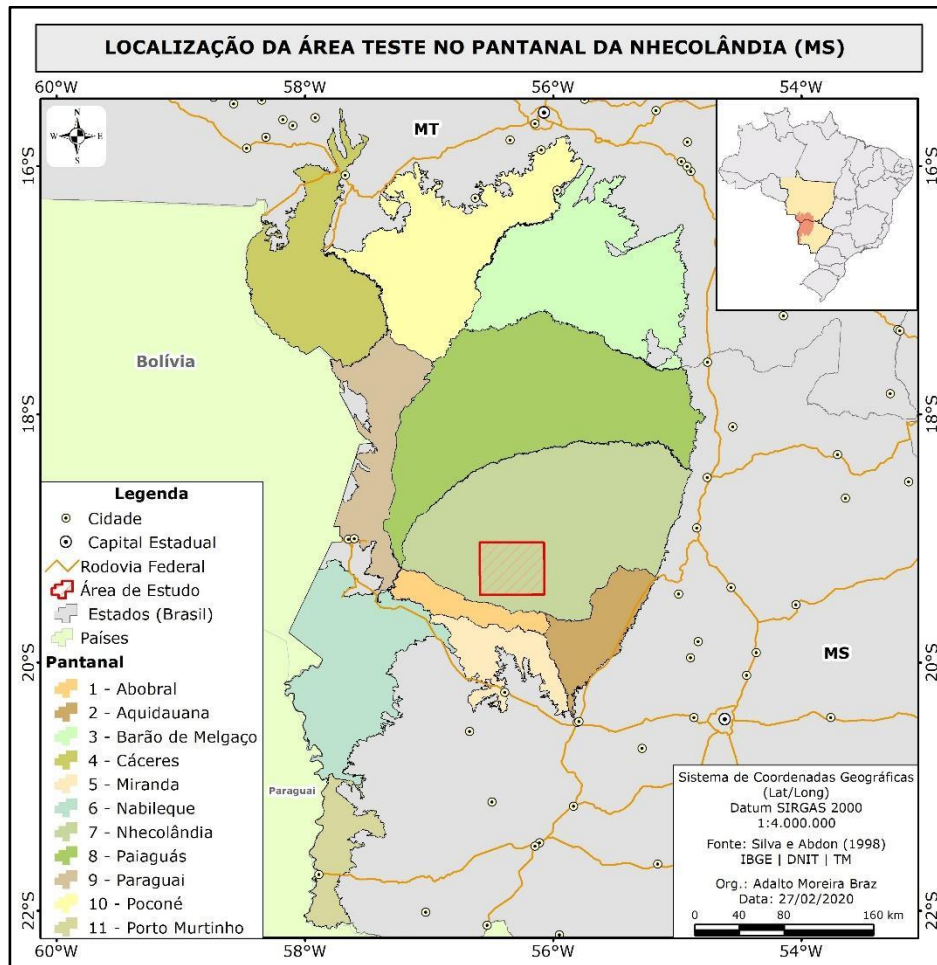 LOCALIZAÇÃO DA ÁREA TESTE NO PANTANAL DA NHECOLÂNDIA (MS)
60°W
58°W
56°W
54°W
N
W
E
S
MT
16°S
16°S
Bolívia
18°S
18°S
Legenda
Cidade
Capital Estadual
Rodovia Federal
Área de Estudo
Estados (Brasil)
Países
Pantanal
1 - Abobral
2 - Aquidauana
3 - Barão de Melgaço
4 - Cáceres
5 - Miranda
6 - Nabileque
7 - Nhecolândia
8 - Paiaguás
9 - Paraguai
10 - Poconé
11 - Porto Murtinho
20°S
20°S
MS
Paraguai
Sistema de Coordenadas Geográficas
(Lat/Long)
Datum SIRGAS 2000
1:4.000.000
Fonte: Silva e Abdon (1998)
IBGE | DNIT | TM
Org.: Adalto Moreira Braz
Data: 27/02/2020
0 40 80 160 km
22°S
22°S
60°W
58°W
56°W
54°W